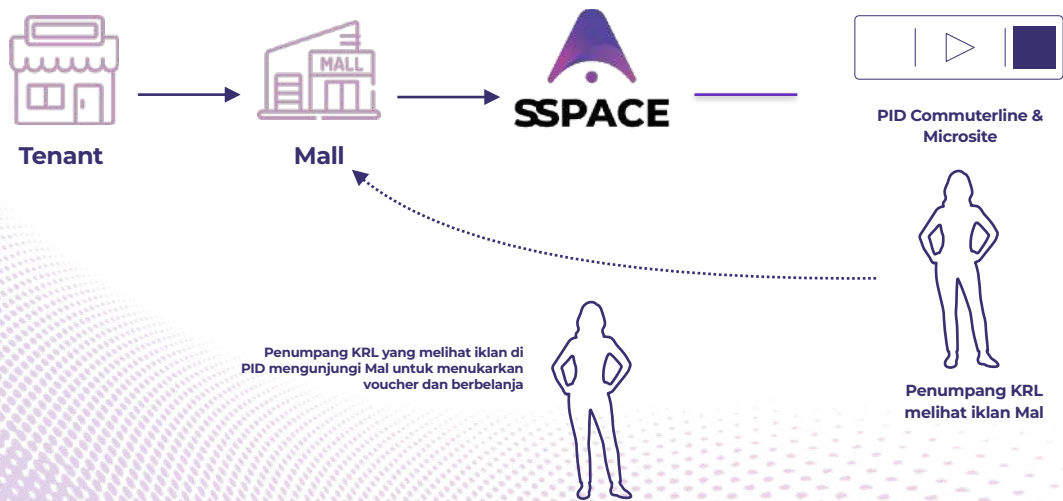 MALL
SSPACE
Tenant
Mall
PID Commuterline &
Microsite
Penumpang KRL yang melihat iklan di
PID mengunjungi Mal untuk menukarkan
voucher dan berbelanja
Penumpang KRL
melihat iklan Mal